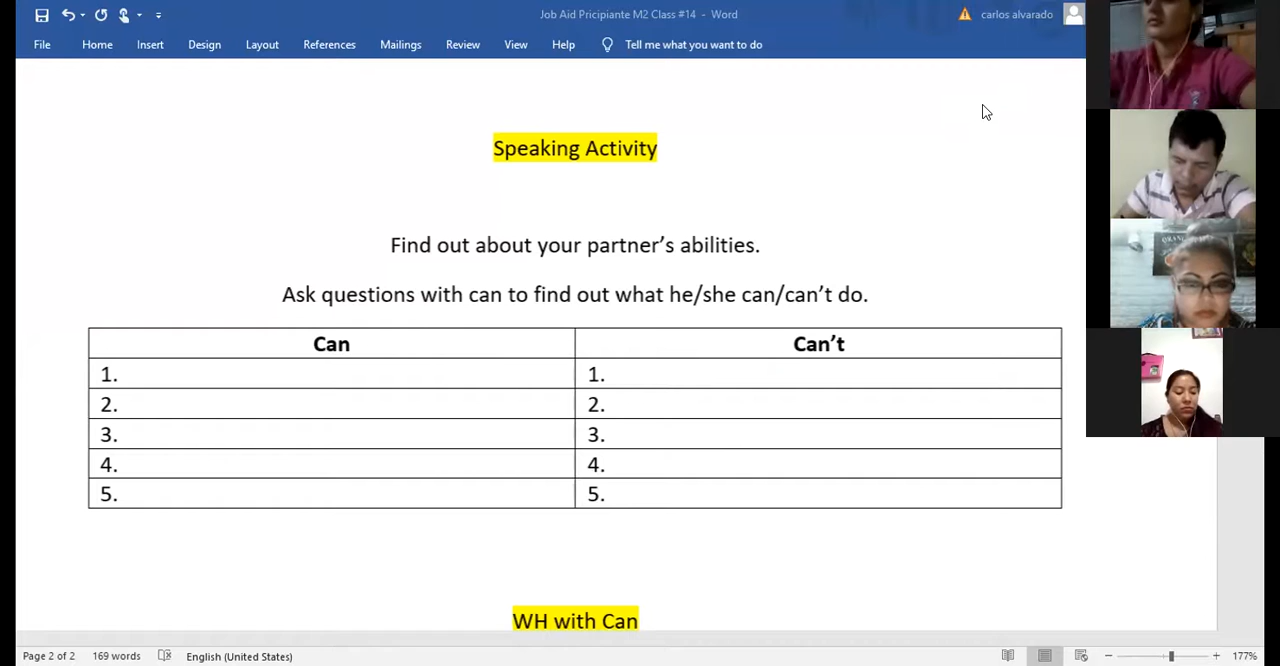 Job Aid Pricipiante M2 Class #14 - Word
carlos alvarado
File Home Insert Design Layout References Mailings Review View Help Tell me what you want to do
Speaking Activity
Find out about your partner’s abilities.
Ask questions with can to find out what he/she can/can’t do.
Can Can’t
1. 1.
2. 2.
3. 3.
4. 4.
5. 5.
WH with Can
Page 2 of 2 169 words English (United States) 177%